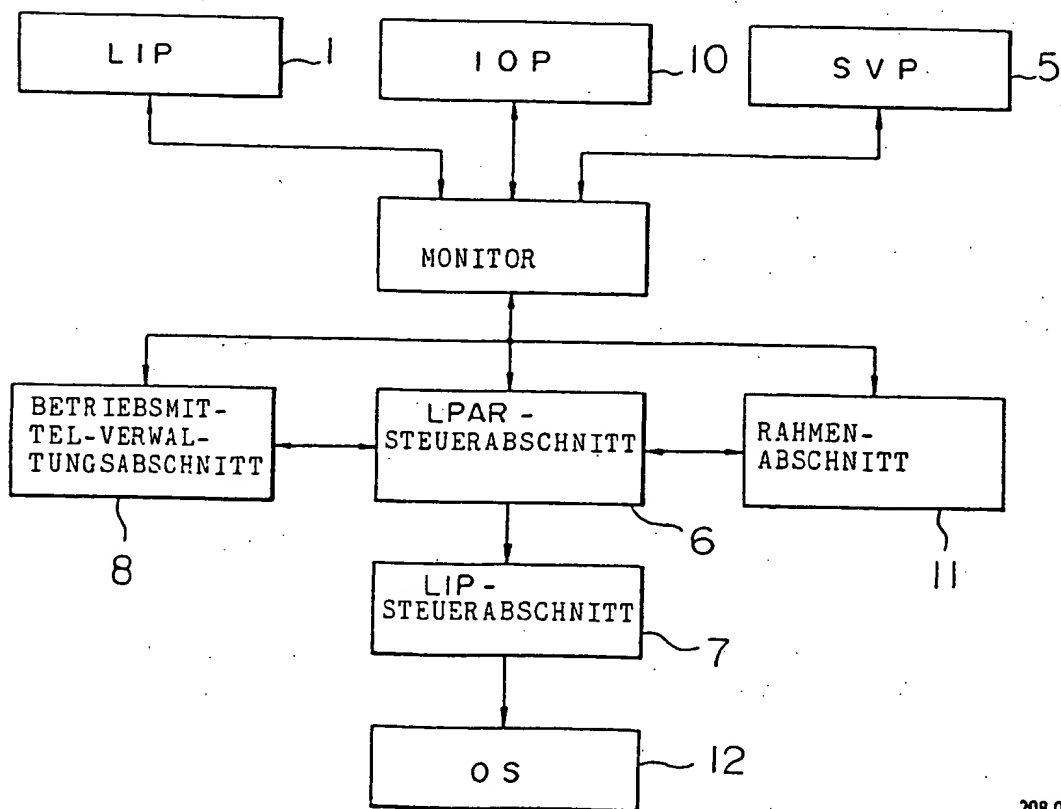 LIP
1
IOP
10
SVP
5
MONITOR
BETRIEBSMIT-
TEL-VERWAL-
TUNGSABSCHNITT
8
LPAR -
STEUERABSCHNITT
6
RAHMEN-
ABSCHNITT
11
LIP -
STEUERABSCHNITT
7
OS
12